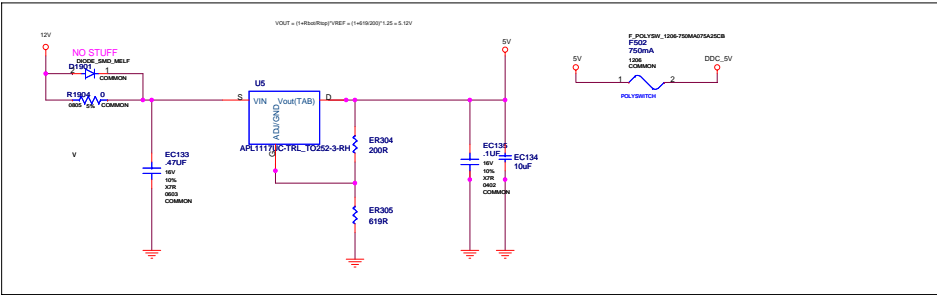 VOUT = (1+Rbot/Rtop)*VREF = (1+619/200)*1.25 = 5.12V
12V
NO STUFF
DIODE_SMD_MELF
D1901
2
1
COMMON
R1904 0
0805 5% COMMON
V
EC133
.47UF
16V
10%
X7R
0603
COMMON
U5
S
VIN Vout(TAB)
D
ADJ/GND
G
APL1117UC-TRL_TO252-3-RH
ER304
200R
ER305
619R
5V
EC135
.1UF
16V
10%
X7R
0402
COMMON
EC134
10uF
F_POLYSW_1206-750MA075A25CB
F502
750mA
1206
COMMON
5V
DDC_5V
1
2
POLYSWITCH